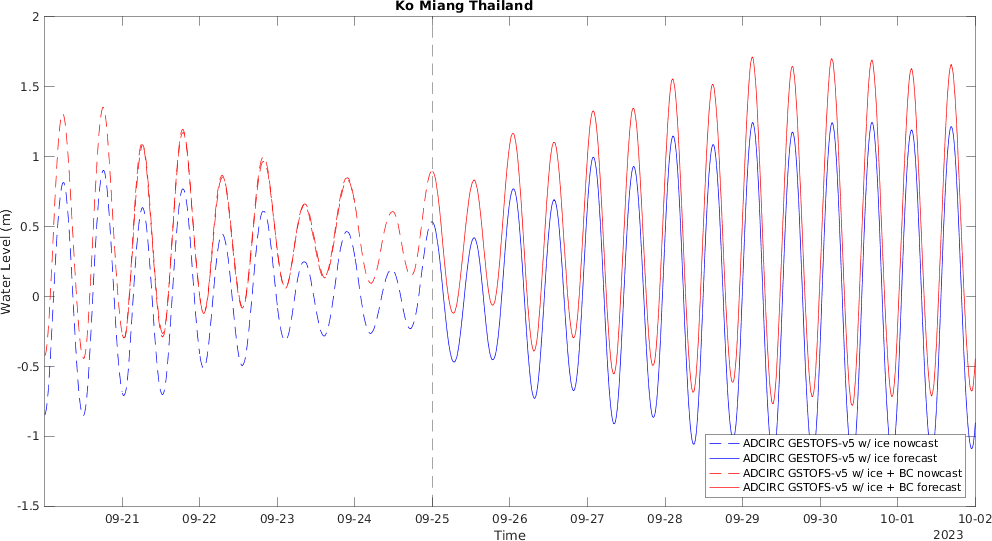 Ko Miang Thailand
2
1.5
1
0.5
0
-0.5
-1
-1.5
Water Level (m)
ADCIRC GESTOFS-v5 w/ ice nowcast
ADCIRC GESTOFS-v5 w/ ice forecast
ADCIRC GSTOFS-v5 w/ ice + BC nowcast
ADCIRC GSTOFS-v5 w/ ice + BC forecast
09-21 09-22 09-23 09-24 09-25 09-26 09-27 09-28 09-29 09-30 10-01 10-02
Time
2023